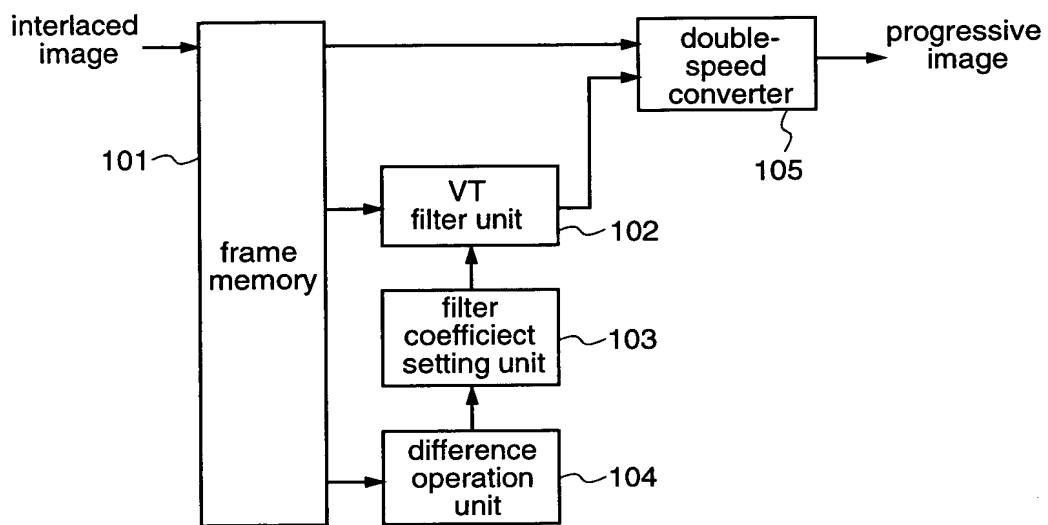 interlaced
image
101
frame
memory
double-
speed
converter
105
progressive
image
VT
filter unit
102
filter
coefficiect
setting unit
103
difference
operation
unit
104